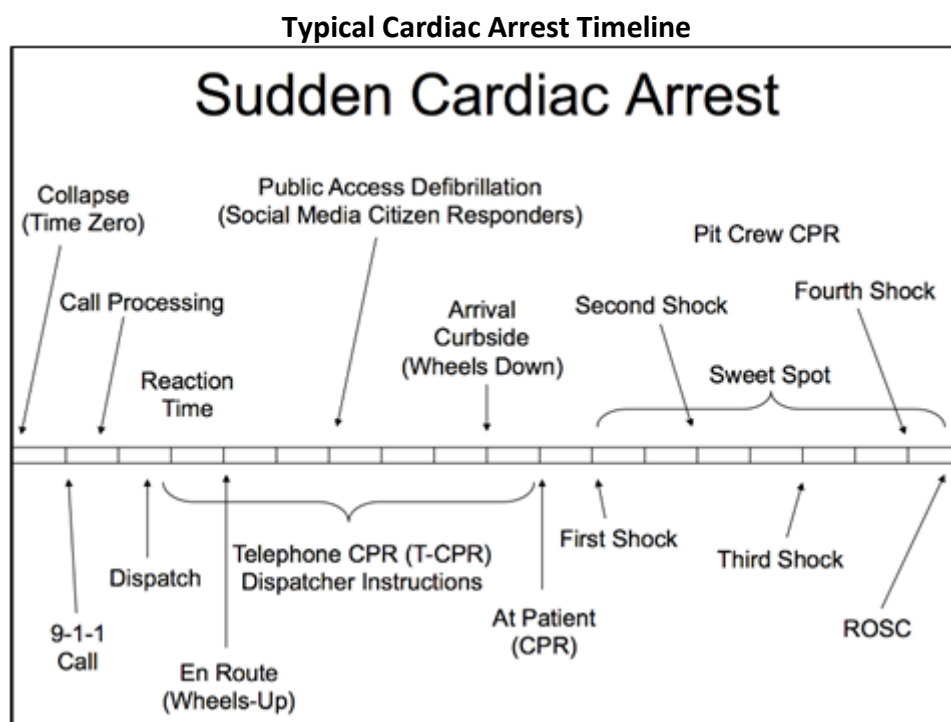 Typical Cardiac Arrest Timeline
Sudden Cardiac Arrest
Collapse
(Time Zero)
Public Access Defibrillation
(Social Media Citizen Responders)
Pit Crew CPR
Call Processing
Arrival
Curbside
(Wheels Down)
Second Shock
Fourth Shock
Reaction
Time
Sweet Spot
Dispatch
Telephone CPR (T-CPR)
Dispatcher Instructions
First Shock
Third Shock
9-1-1
Call
En Route
(Wheels-Up)
At Patient
(CPR)
ROSC